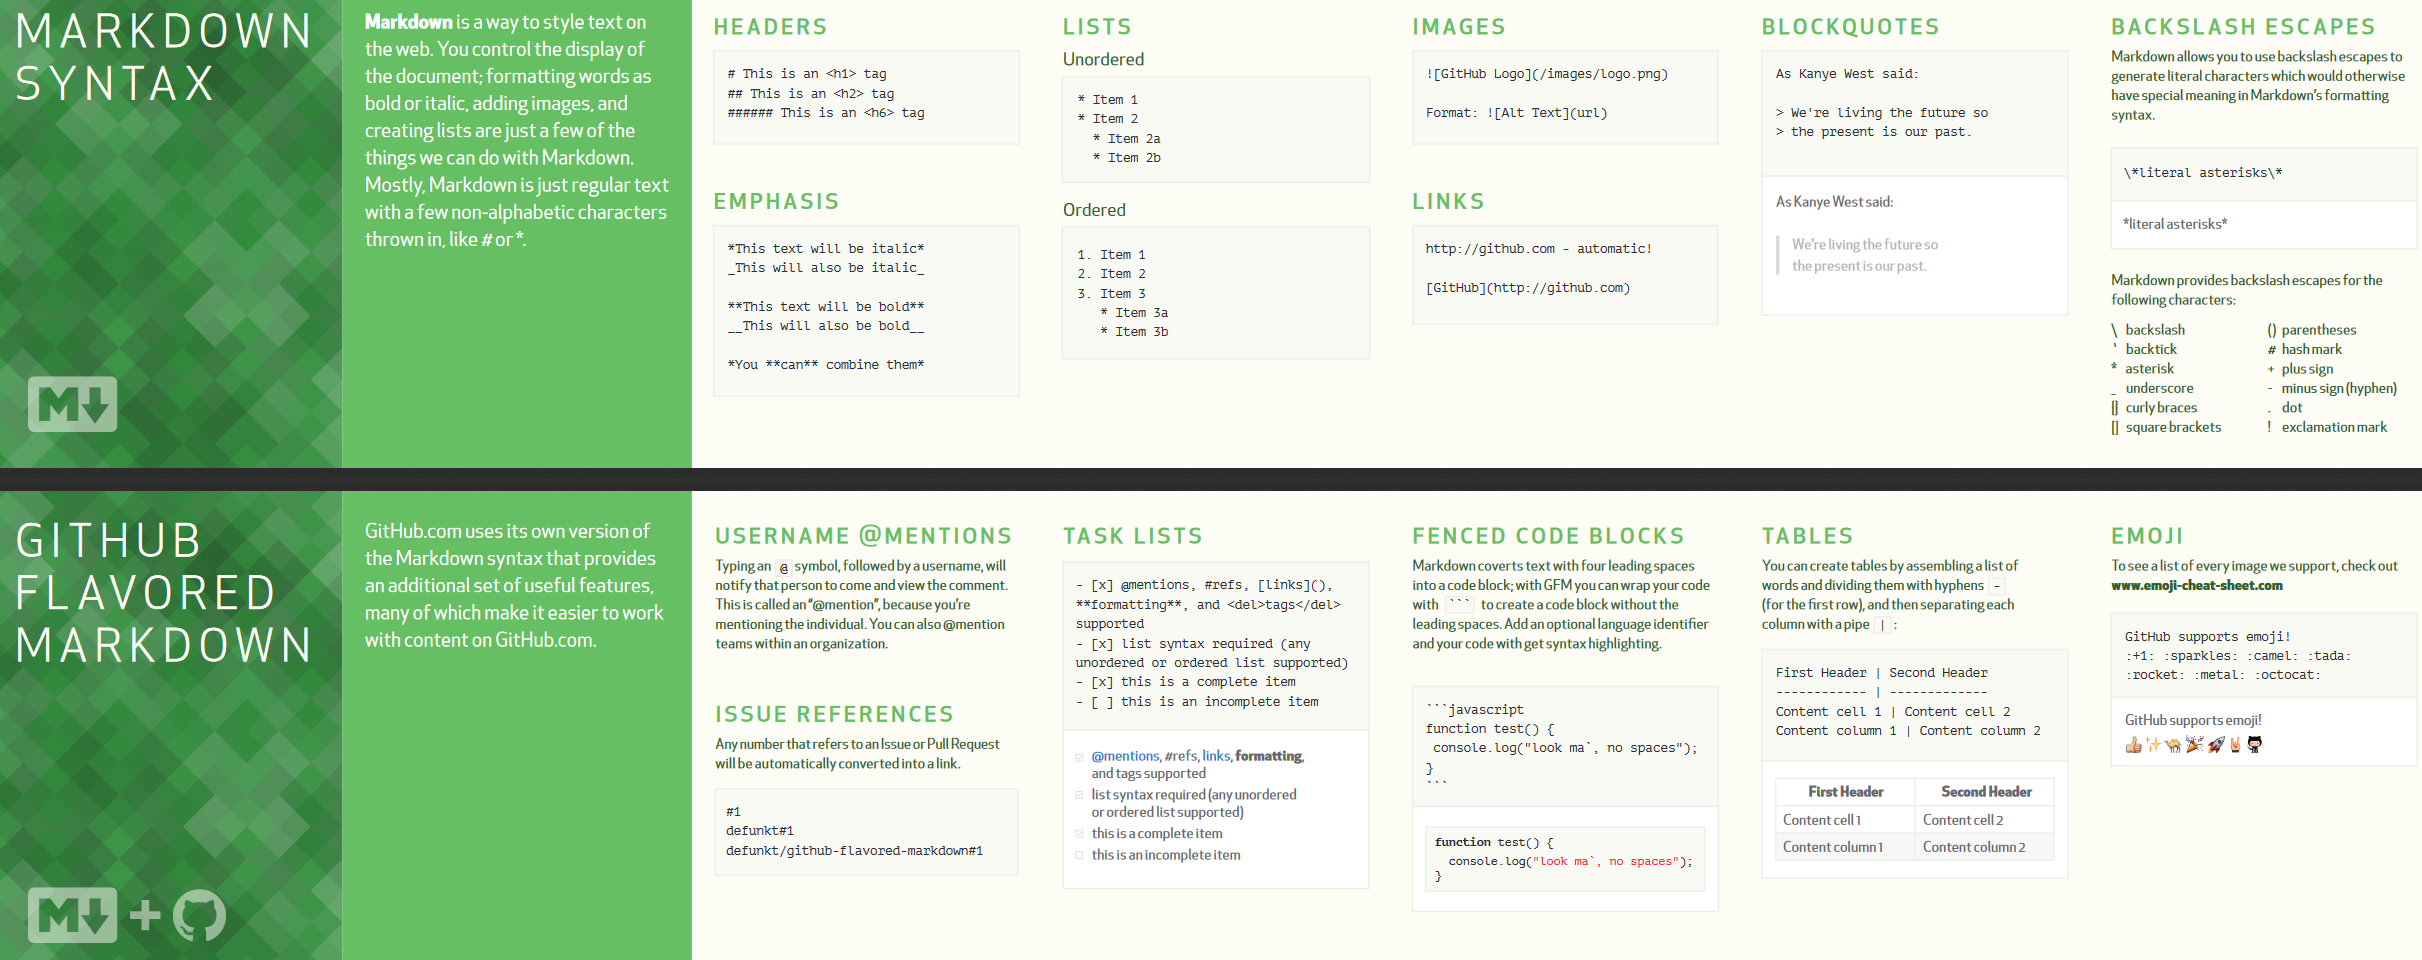 MARKDOWN
SYNTAX
Markdown is a way to style text on
the web. You control the display of
the document; formatting words as
bold or italic, adding images, and
creating lists are just a few of the
things we can do with Markdown.
Mostly, Markdown is just regular text
with a few non-alphabetic characters
thrown in, like # or *.
HEADERS
# This is an <h1> tag
## This is an <h2> tag
###### This is an <h6> tag
EMPHASIS
*This text will be italic*
_This will also be italic_
**This text will be bold**
__This will also be bold__
*You **can** combine them*
LISTS
Unordered
* Item 1
* Item 2
  * Item 2a
  * Item 2b
Ordered
1. Item 1
2. Item 2
3. Item 3
   * Item 3a
   * Item 3b
IMAGES
![GitHub Logo](/images/logo.png)
Format: ![Alt Text](url)
LINKS
http://github.com - automatic!
[GitHub](http://github.com)
BLOCKQUOTES
As Kanye West said:
> We're living the future so
> the present is our past.
As Kanye West said:
We're living the future so
the present is our past.
BACKSLASH ESCAPES
Markdown allows you to use backslash escapes to
generate literal characters which would otherwise
have special meaning in Markdown's formatting
syntax.
\*literal asterisks\*
*literal asterisks*
Markdown provides backslash escapes for the
following characters:
\ backslash
` backtick
* asterisk
_ underscore
{} curly braces
[] square brackets
() parentheses
# hash mark
+ plus sign
- minus sign (hyphen)
. dot
! exclamation mark
M
GITHUB
FLAVORED
MARKDOWN
GitHub.com uses its own version of
the Markdown syntax that provides
an additional set of useful features,
many of which make it easier to work
with content on GitHub.com.
USERNAME @MENTIONS
Typing an @ symbol, followed by a username, will
notify that person to come and view the comment.
This is called an "@mention", because you're
mentioning the individual. You can also @mention
teams within an organization.
ISSUE REFERENCES
Any number that refers to an Issue or Pull Request
will be automatically converted into a link.
#1
defunkt#1
defunkt/github-flavored-markdown#1
TASK LISTS
- [x] @mentions, #refs, [links](),
**formatting**, and <del>tags</del>
supported
- [x] list syntax required (any
unordered or ordered list supported)
- [x] this is a complete item
- [ ] this is an incomplete item
@mentions, #refs, links, formatting,
and tags supported
list syntax required (any unordered
or ordered list supported)
this is a complete item
this is an incomplete item
FENCED CODE BLOCKS
Markdown coverts text with four leading spaces
into a code block; with GFM you can wrap your code
with ``` to create a code block without the
leading spaces. Add an optional language identifier
and your code with get syntax highlighting.
```javascript
function test() {
 console.log("look ma`, no spaces");
}
```
function test() {
  console.log("look ma`, no spaces");
}
TABLES
You can create tables by assembling a list of
words and dividing them with hyphens -
(for the first row), and then separating each
column with a pipe | :
First Header | Second Header
------------ | -------------
Content cell 1 | Content cell 2
Content column 1 | Content column 2
First Header Second Header
Content cell 1 Content cell 2
Content column 1 Content column 2
EMOJI
To see a list of every image we support, check out
www.emoji-cheat-sheet.com
GitHub supports emoji!
:+1: :sparkles: :camel: :tada:
:rocket: :metal: :octocat:
GitHub supports emoji!
M +